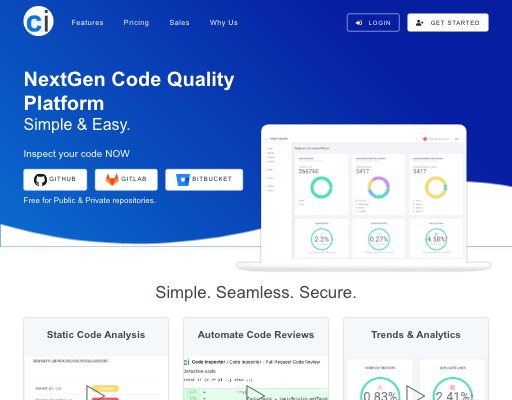 ci
Features Pricing Sales Why Us
LOGIN
GET STARTED
NextGen Code Quality
Platform
Simple & Easy.
Inspect your code NOW
GITHUB GITLAB BITBUCKET
Free for Public & Private repositories.
266748 3417 3417
2.2% 0.27% 4.58%
Simple. Seamless. Secure.
Static Code Analysis
Automate Code Reviews
Trends & Analytics
ci Code Inspector / Code Inspector - Full Request Code Review
0.83% 2.41%